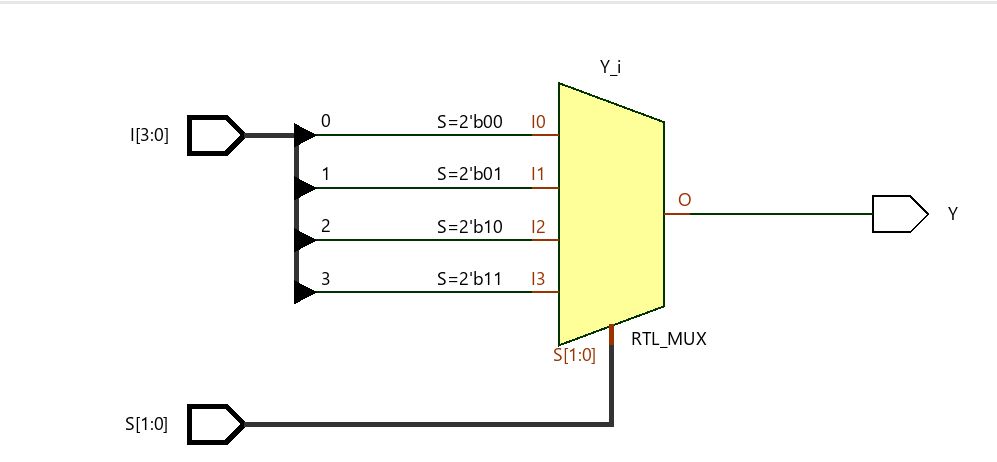 Y_i
I[3:0]
0
S=2'b00
I0
1
S=2'b01
I1
2
S=2'b10
I2
3
S=2'b11
I3
O
Y
S[1:0]
RTL_MUX
S[1:0]